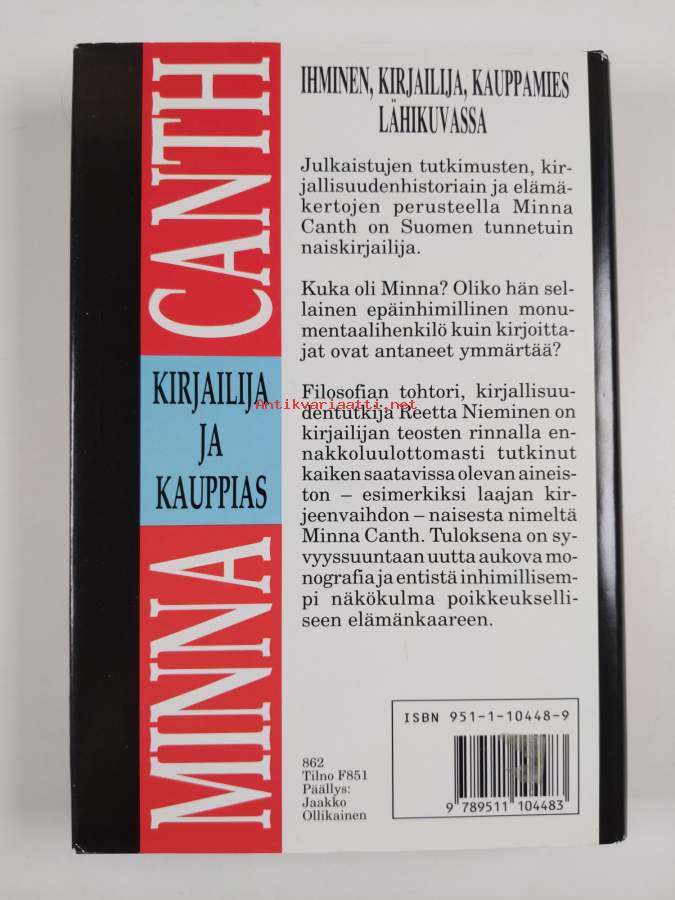 MINNA CANTH
KIRJAILIJA
JA
KAUPPIAS
IHMINEN, KIRJAILIJA, KAUPPAMIES
LÄHIKUVASSA
Julkaistujen tutkimusten, kir-
jallisuudenhistoriain ja elämä-
kertojen perusteella Minna
Canth on Suomen tunnetuin
naiskirjailija.
Kuka oli Minna? Oliko hän sel-
lainen epäinhimillinen monu-
mentaalihenkilö kuin kirjoitta-
jat ovat antaneet ymmärtää?
Filosofian tohtori, kirjallisuu-
dentutkija Reetta Nieminen on
kirjailijan teosten rinnalla en-
nakkoluulottomasti tutkinut
kaiken saatavissa olevan aineis-
ton – esimerkiksi laajan kir-
jeenvaihdon – naisesta nimeltä
Minna Canth. Tuloksena on sy-
vyyssuuntaan uutta aukova mo-
nografia ja entistä inhimillisem-
pi näkökulma poikkeukselli-
seen elämänkaareen.
Antikvariaatti.net
862
Tilno F851
Päällys:
Jaakko
Ollikainen
ISBN 951-1-10448-9
9 789511 104483